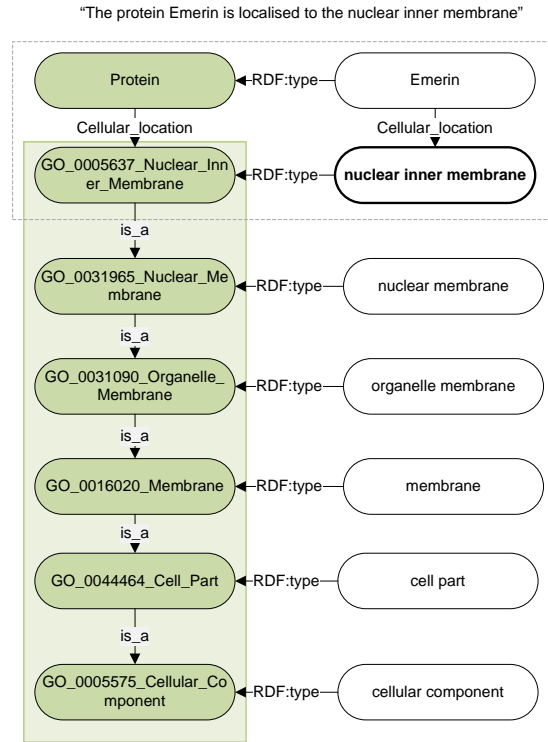 “The protein Emerin is localised to the nuclear inner membrane”
Protein
RDF:type
Emerin
Cellular_location
Cellular_location
GO_0005637_Nuclear_Inn
er_Membrane
RDF:type
nuclear inner membrane
is_a
GO_0031965_Nuclear_Me
mbrane
RDF:type
nuclear membrane
is_a
GO_0031090_Organelle_
Membrane
RDF:type
organelle membrane
is_a
GO_0016020_Membrane
RDF:type
membrane
is_a
GO_0044464_Cell_Part
RDF:type
cell part
is_a
GO_0005575_Cellular_Co
mponent
RDF:type
cellular component